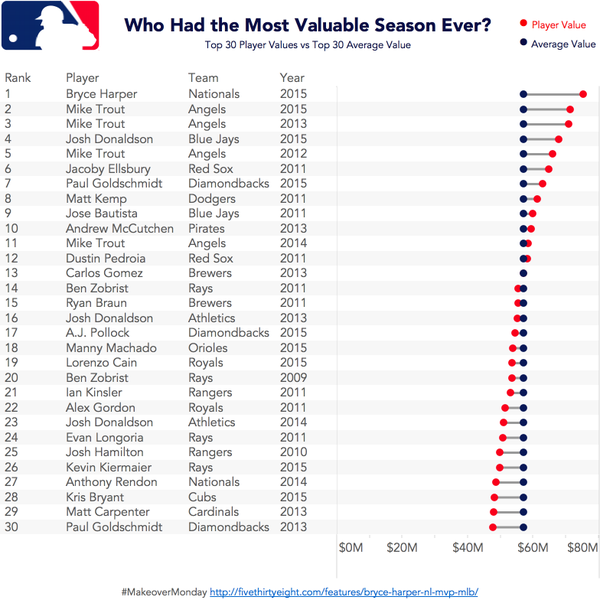 Who Had the Most Valuable Season Ever?
Top 30 Player Values vs Top 30 Average Value
Player Value
Average Value
Rank Player Team Year
1 Bryce Harper Nationals 2015
2 Mike Trout Angels 2015
3 Mike Trout Angels 2013
4 Josh Donaldson Blue Jays 2015
5 Mike Trout Angels 2012
6 Jacoby Ellsbury Red Sox 2011
7 Paul Goldschmidt Diamondbacks 2015
8 Matt Kemp Dodgers 2011
9 Jose Bautista Blue Jays 2011
10 Andrew McCutchen Pirates 2013
11 Mike Trout Angels 2014
12 Dustin Pedroia Red Sox 2011
13 Carlos Gomez Brewers 2013
14 Ben Zobrist Rays 2011
15 Ryan Braun Brewers 2011
16 Josh Donaldson Athletics 2013
17 A.J. Pollock Diamondbacks 2015
18 Manny Machado Orioles 2015
19 Lorenzo Cain Royals 2015
20 Ben Zobrist Rays 2009
21 Ian Kinsler Rangers 2011
22 Alex Gordon Royals 2011
23 Josh Donaldson Athletics 2014
24 Evan Longoria Rays 2011
25 Josh Hamilton Rangers 2010
26 Kevin Kiermaier Rays 2015
27 Anthony Rendon Nationals 2014
28 Kris Bryant Cubs 2015
29 Matt Carpenter Cardinals 2013
30 Paul Goldschmidt Diamondbacks 2013
$0M $20M $40M $60M $80M
#MakeoverMonday http://fivethirtyeight.com/features/bryce-harper-nl-mvp-mlb/